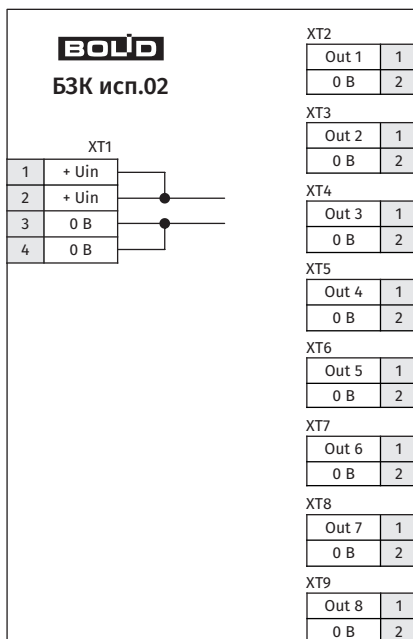 BOLID
БЗК исп.02
XT1
1 + Uin
2 + Uin
3 0 В
4 0 В
XT2
Out 1 1
0 В 2
XT3
Out 2 1
0 В 2
XT4
Out 3 1
0 В 2
XT5
Out 4 1
0 В 2
XT6
Out 5 1
0 В 2
XT7
Out 6 1
0 В 2
XT8
Out 7 1
0 В 2
XT9
Out 8 1
0 В 2